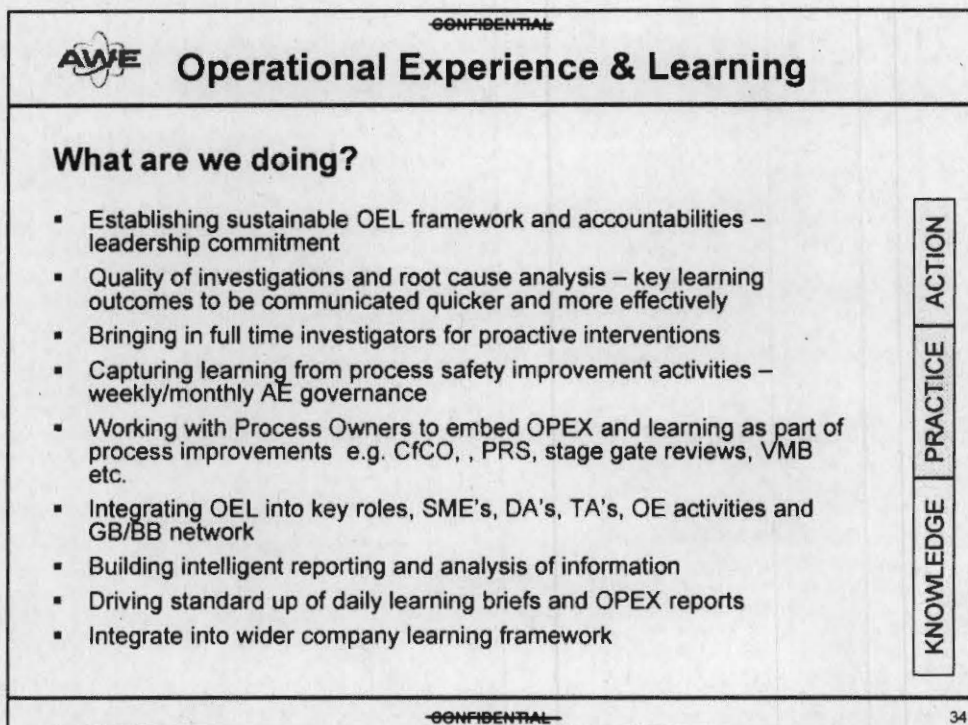 CONFIDENTIAL
AWE
Operational Experience & Learning
What are we doing?
▪ Establishing sustainable OEL framework and accountabilities –
leadership commitment
▪ Quality of investigations and root cause analysis – key learning
outcomes to be communicated quicker and more effectively
▪ Bringing in full time investigators for proactive interventions
▪ Capturing learning from process safety improvement activities –
weekly/monthly AE governance
▪ Working with Process Owners to embed OPEX and learning as part of
process improvements e.g. CfCO, , PRS, stage gate reviews, VMB
etc.
▪ Integrating OEL into key roles, SME's, DA's, TA's, OE activities and
GB/BB network
▪ Building intelligent reporting and analysis of information
▪ Driving standard up of daily learning briefs and OPEX reports
▪ Integrate into wider company learning framework
KNOWLEDGE
PRACTICE
ACTION
CONFIDENTIAL
34